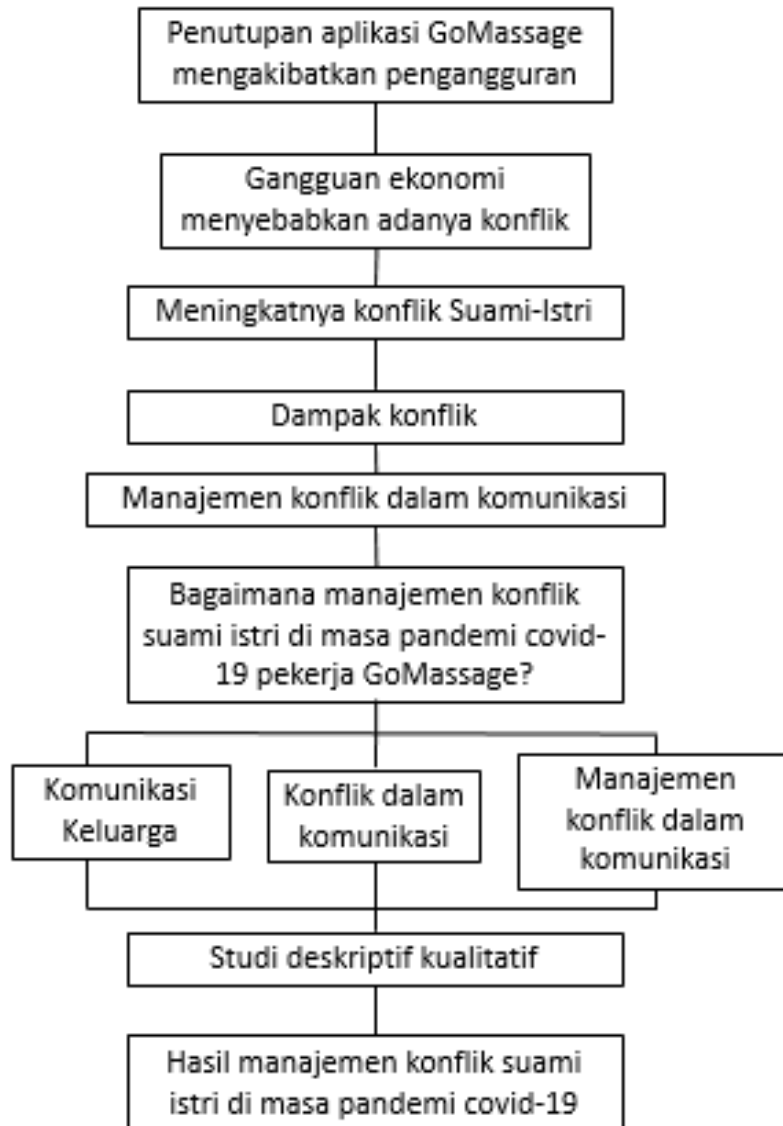 Penutupan aplikasi GoMassage
mengakibatkan pengangguran
Gangguan ekonomi
menyebabkan adanya konflik
Meningkatnya konflik Suami-Istri
Dampak konflik
Manajemen konflik dalam komunikasi
Bagaimana manajemen konflik
suami istri di masa pandemi covid-
19 pekerja GoMassage?
Komunikasi
Keluarga
Konflik dalam
komunikasi
Manajemen
konflik dalam
komunikasi
Studi deskriptif kualitatif
Hasil manajemen konflik suami
istri di masa pandemi covid-19